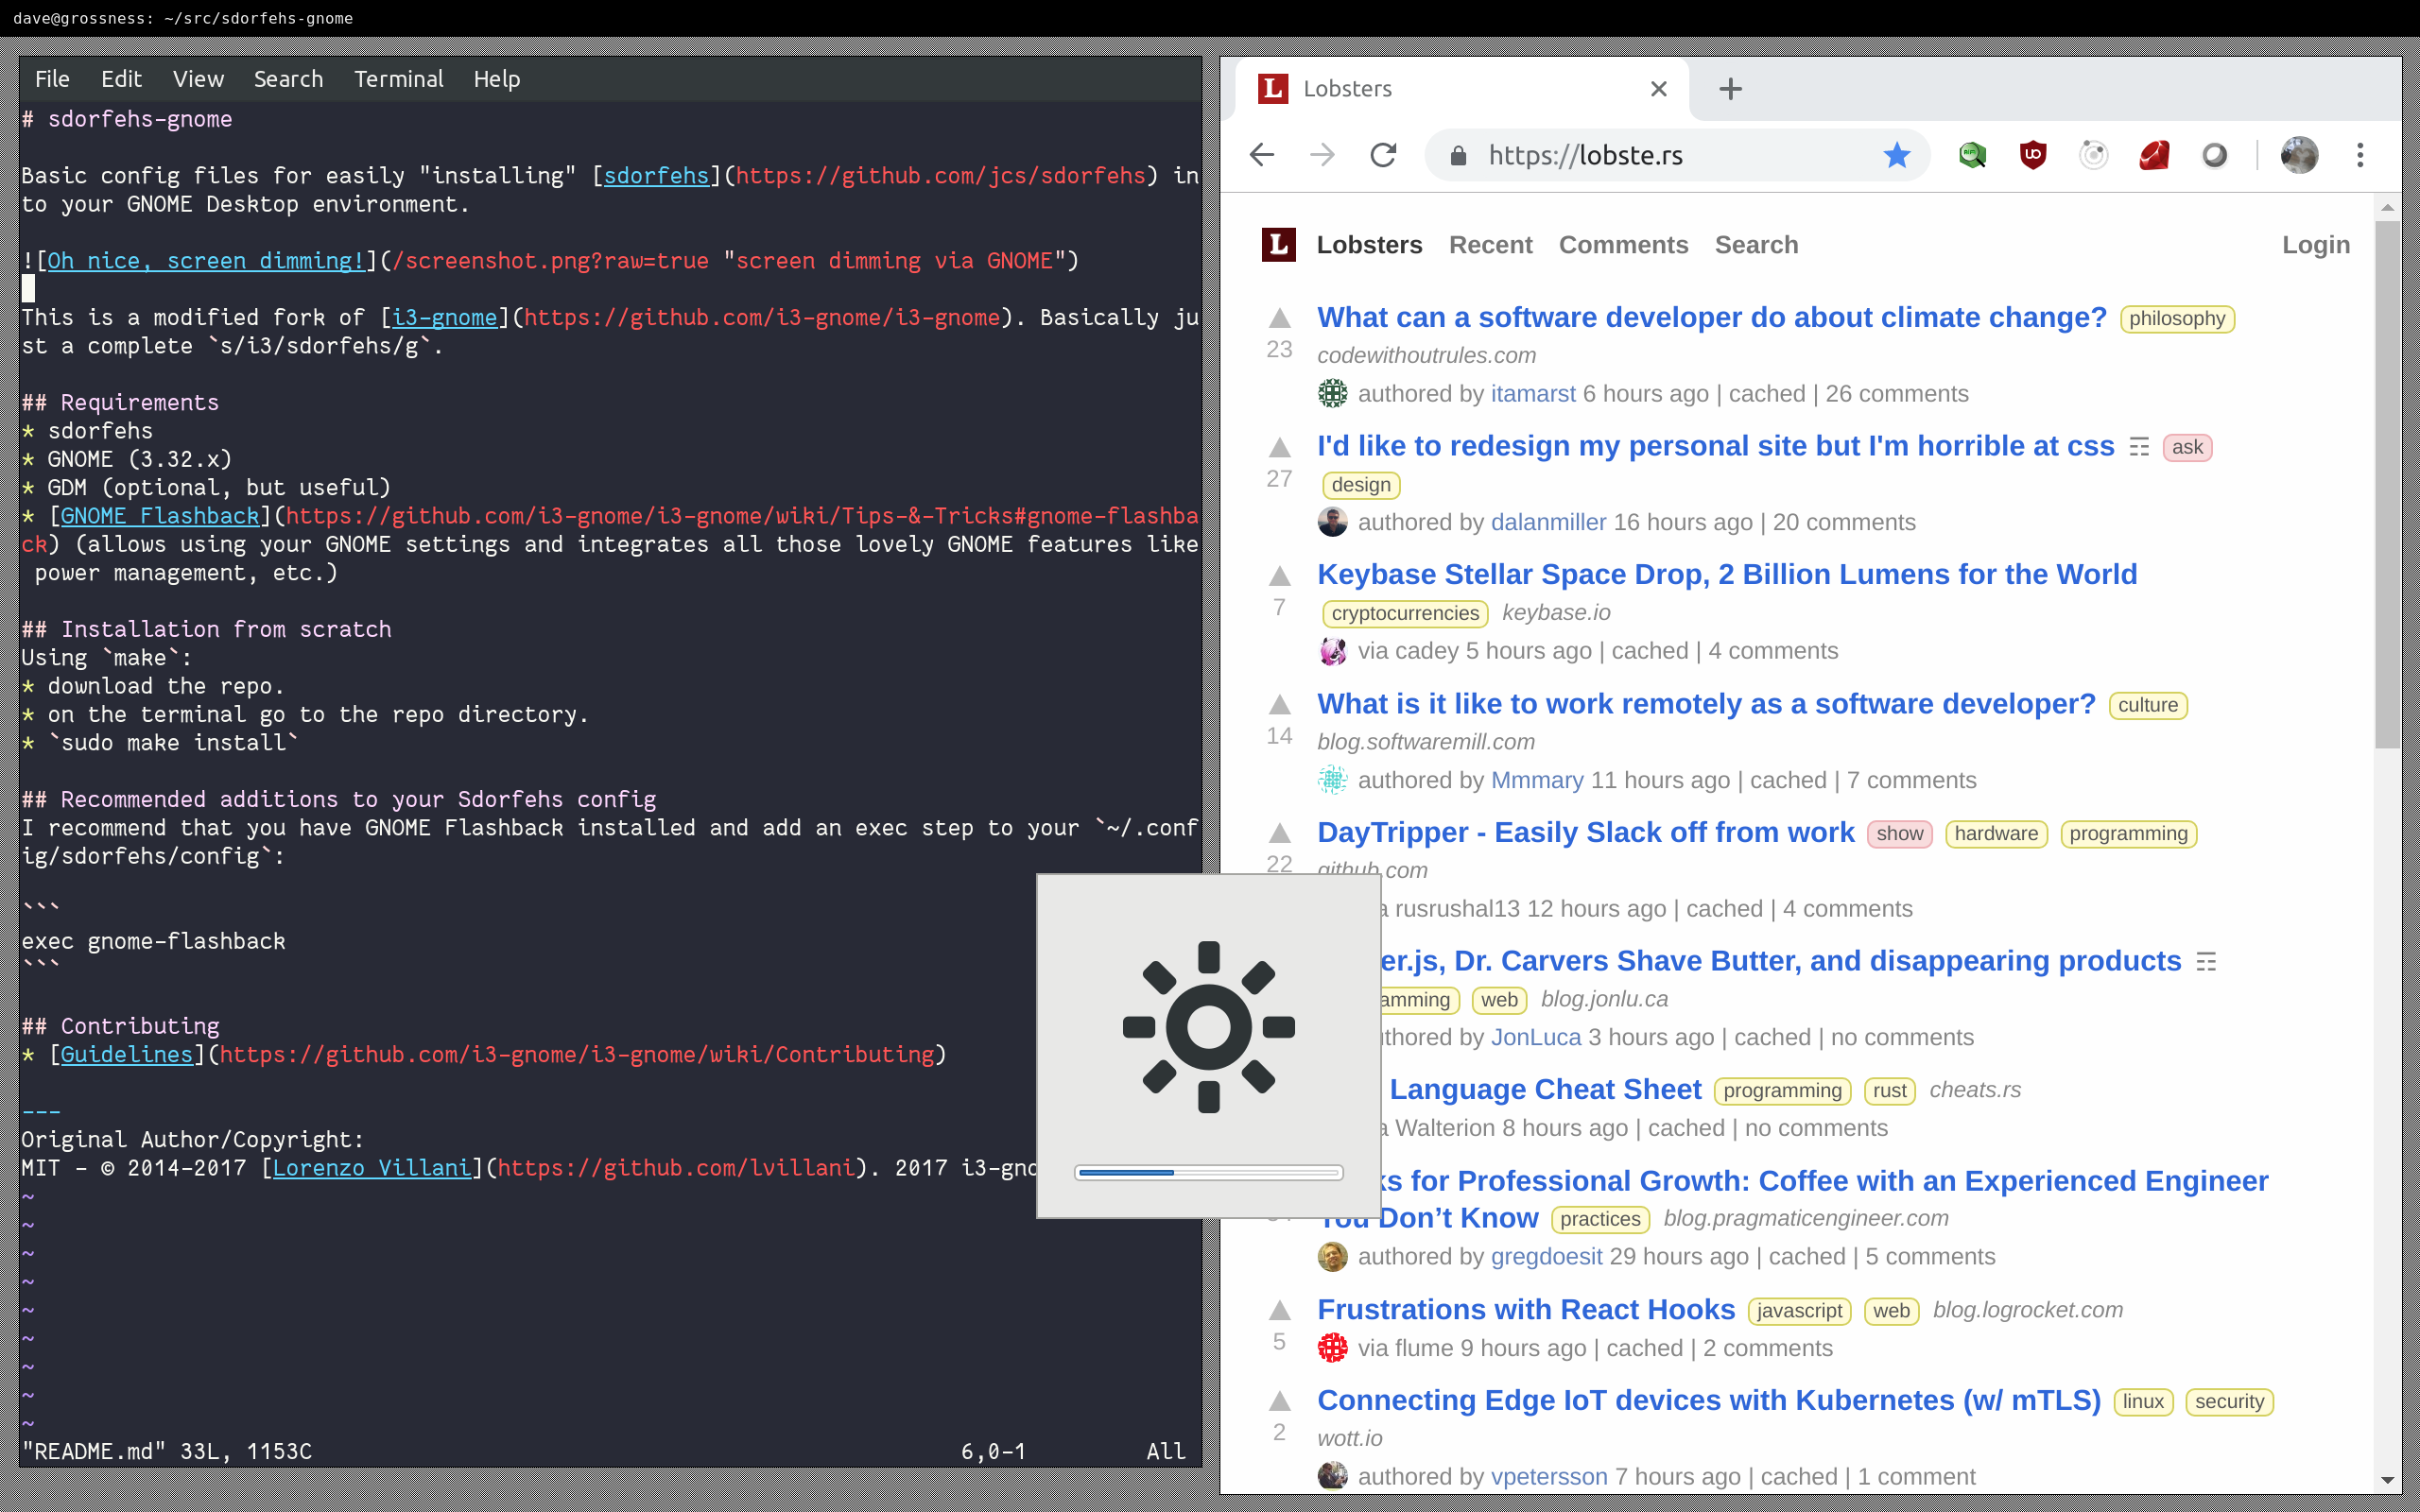 dave@grossness: ~/src/sdorfehs-gnome
File Edit View Search Terminal Help
# sdorfehs-gnome
Basic config files for easily "installing" [sdorfehs](https://github.com/jcs/sdorfehs) in
to your GNOME Desktop environment.
![Oh nice, screen dimming!](/screenshot.png?raw=true "screen dimming via GNOME")
This is a modified fork of [i3-gnome](https://github.com/i3-gnome/i3-gnome). Basically ju
st a complete `s/i3/sdorfehs/g`.
## Requirements
* sdorfehs
* GNOME (3.32.x)
* GDM (optional, but useful)
* [GNOME Flashback](https://github.com/i3-gnome/i3-gnome/wiki/Tips-&-Tricks#gnome-flashba
ck) (allows using your GNOME settings and integrates all those lovely GNOME features like
power management, etc.)
## Installation from scratch
Using `make`:
* download the repo.
* on the terminal go to the repo directory.
* `sudo make install`
## Recommended additions to your Sdorfehs config
I recommend that you have GNOME Flashback installed and add an exec step to your `~/.conf
ig/sdorfehs/config`:
```
exec gnome-flashback
```
## Contributing
* [Guidelines](https://github.com/i3-gnome/i3-gnome/wiki/Contributing)
---
Original Author/Copyright:
MIT - © 2014-2017 [Lorenzo Villani](https://github.com/lvillani). 2017 i3-gno
~
~
~
~
~
~
~
~
~
"README.md" 33L, 1153C 6,0-1 All
L Lobsters
https://lobste.rs
L Lobsters Recent Comments Search Login
What can a software developer do about climate change? philosophy
23 codewithoutrules.com
authored by itamarst 6 hours ago | cached | 26 comments
I'd like to redesign my personal site but I'm horrible at css ask
27 design
authored by dalanmiller 16 hours ago | 20 comments
Keybase Stellar Space Drop, 2 Billion Lumens for the World
7 cryptocurrencies keybase.io
via cadey 5 hours ago | cached | 4 comments
What is it like to work remotely as a software developer? culture
14 blog.softwaremill.com
authored by Mmmary 11 hours ago | cached | 7 comments
DayTripper - Easily Slack off from work show hardware programming
22 github.com
a rusrushal13 12 hours ago | cached | 4 comments
er.js, Dr. Carvers Shave Butter, and disappearing products
amming web blog.jonlu.ca
thored by JonLuca 3 hours ago | cached | no comments
Language Cheat Sheet programming rust cheats.rs
a Walterion 8 hours ago | cached | no comments
ks for Professional Growth: Coffee with an Experienced Engineer
You Don’t Know practices blog.pragmaticengineer.com
authored by gregdoesit 29 hours ago | cached | 5 comments
Frustrations with React Hooks javascript web blog.logrocket.com
5 via flume 9 hours ago | cached | 2 comments
Connecting Edge IoT devices with Kubernetes (w/ mTLS) linux security
2 wott.io
authored by vpetersson 7 hours ago | cached | 1 comment